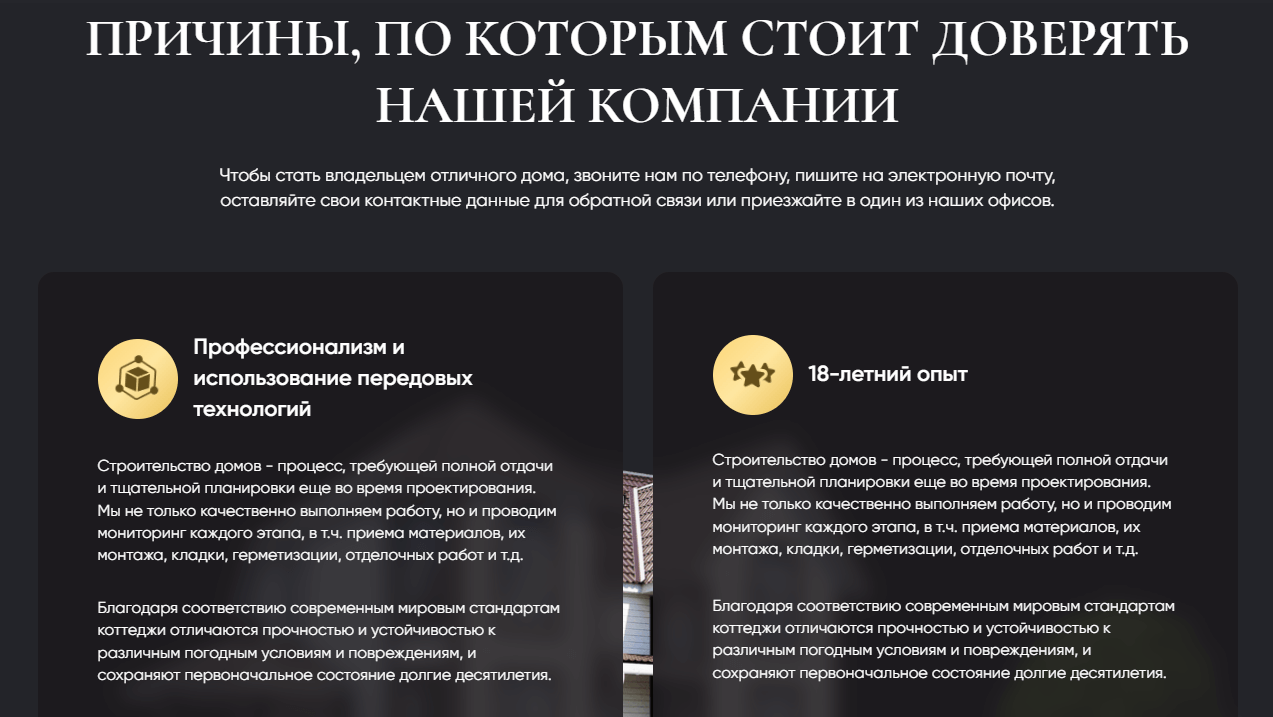 ПРИЧИНЫ, ПО КОТОРЫМ СТОИТ ДОВЕРЯТЬ
НАШЕЙ КОМПАНИИ
Чтобы стать владельцем отличного дома, звоните нам по телефону, пишите на электронную почту,
оставляйте свои контактные данные для обратной связи или приезжайте в один из наших офисов.
Профессионализм и
использование передовых
технологий
Строительство домов - процесс, требующей полной отдачи
и тщательной планировки еще во время проектирования.
Мы не только качественно выполняем работу, но и проводим
мониторинг каждого этапа, в т.ч. приема материалов, их
монтажа, кладки, герметизации, отделочных работ и т.д.
Благодаря соответствию современным мировым стандартам
коттеджи отличаются прочностью и устойчивостью к
различным погодным условиям и повреждениям, и
сохраняют первоначальное состояние долгие десятилетия.
18-летний опыт
Строительство домов - процесс, требующей полной отдачи
и тщательной планировки еще во время проектирования.
Мы не только качественно выполняем работу, но и проводим
мониторинг каждого этапа, в т.ч. приема материалов, их
монтажа, кладки, герметизации, отделочных работ и т.д.
Благодаря соответствию современным мировым стандартам
коттеджи отличаются прочностью и устойчивостью к
различным погодным условиям и повреждениям, и
сохраняют первоначальное состояние долгие десятилетия.